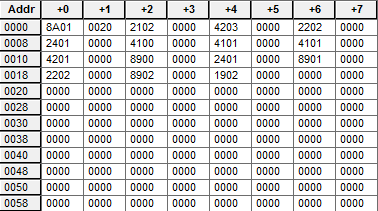 Addr +0 +1 +2 +3 +4 +5 +6 +7
0000 8A01 0020 2102 0000 4203 0000 2202 0000
0008 2401 0000 4100 0000 4101 0000 4101 0000
0010 4201 0000 8900 0000 2401 0000 8901 0000
0018 2202 0000 8902 0000 1902 0000 0000 0000
0020 0000 0000 0000 0000 0000 0000 0000 0000
0028 0000 0000 0000 0000 0000 0000 0000 0000
0030 0000 0000 0000 0000 0000 0000 0000 0000
0038 0000 0000 0000 0000 0000 0000 0000 0000
0040 0000 0000 0000 0000 0000 0000 0000 0000
0048 0000 0000 0000 0000 0000 0000 0000 0000
0050 0000 0000 0000 0000 0000 0000 0000 0000
0058 0000 0000 0000 0000 0000 0000 0000 0000